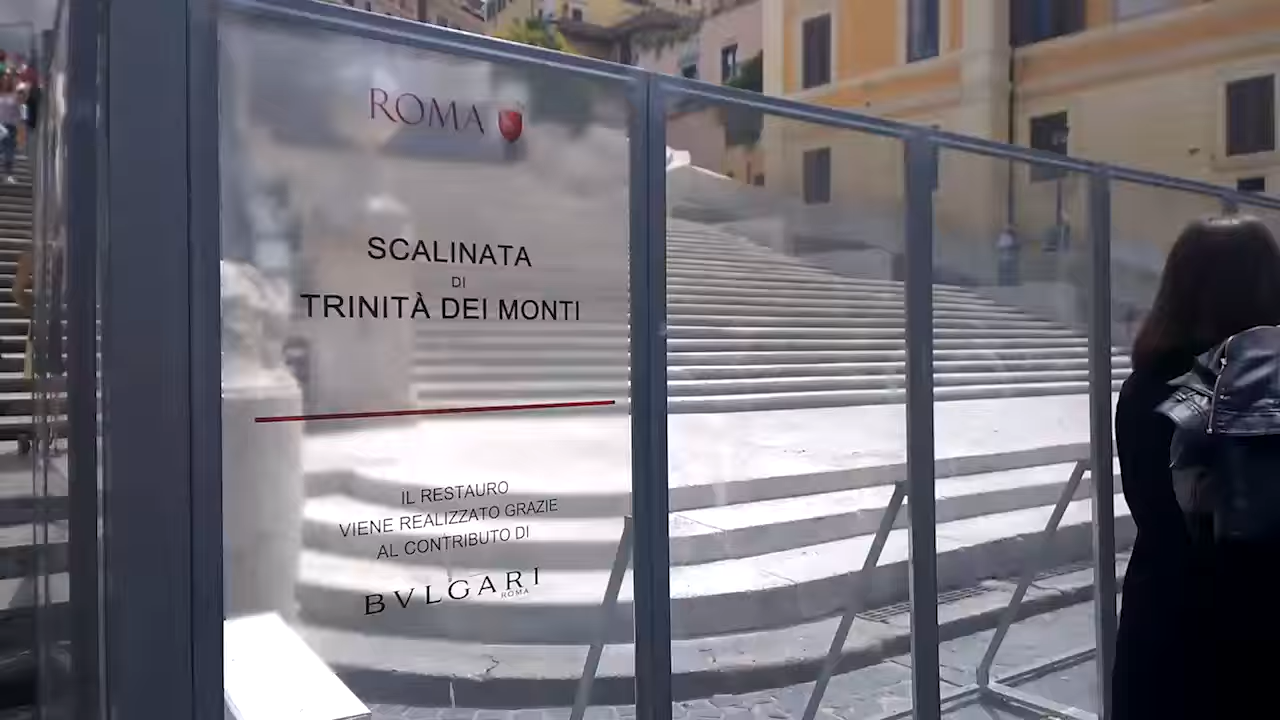 ROMA
SCALINATA
DI
TRINITÀ DEI MONTI
IL RESTAURO
VIENE REALIZZATO GRAZIE
AL CONTRIBUTO DI
BVLGARI
ROMA